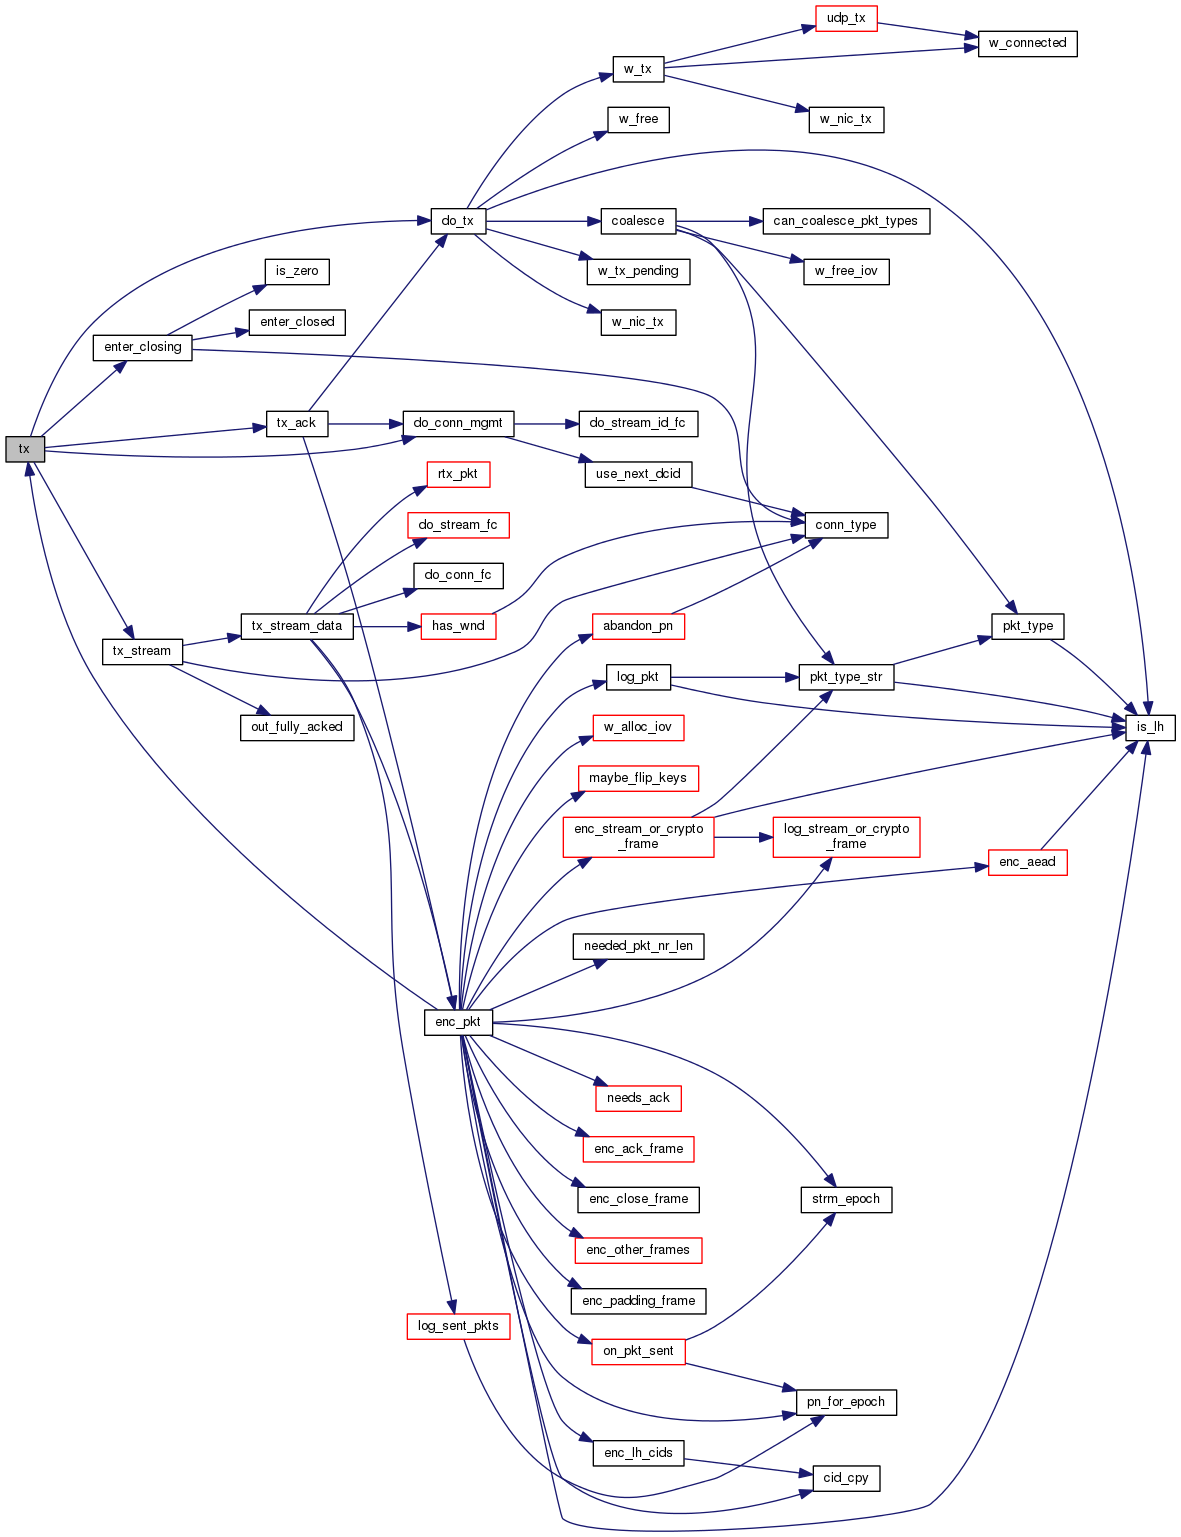 udp_tx
w_connected
w_tx
w_free
w_nic_tx
do_tx
coalesce
can_coalesce_pkt_types
is_zero
w_tx_pending
w_free_iov
enter_closed
w_nic_tx
enter_closing
tx_ack
do_conn_mgmt
do_stream_id_fc
tx
rtx_pkt
use_next_dcid
do_stream_fc
conn_type
do_conn_fc
tx_stream_data
has_wnd
abandon_pn
pkt_type
tx_stream
log_pkt
pkt_type_str
out_fully_acked
w_alloc_iov
is_lh
maybe_flip_keys
enc_stream_or_crypto
_frame
log_stream_or_crypto
_frame
enc_aead
needed_pkt_nr_len
enc_pkt
needs_ack
enc_ack_frame
enc_close_frame
strm_epoch
enc_other_frames
enc_padding_frame
log_sent_pkts
on_pkt_sent
pn_for_epoch
enc_lh_cids
cid_cpy